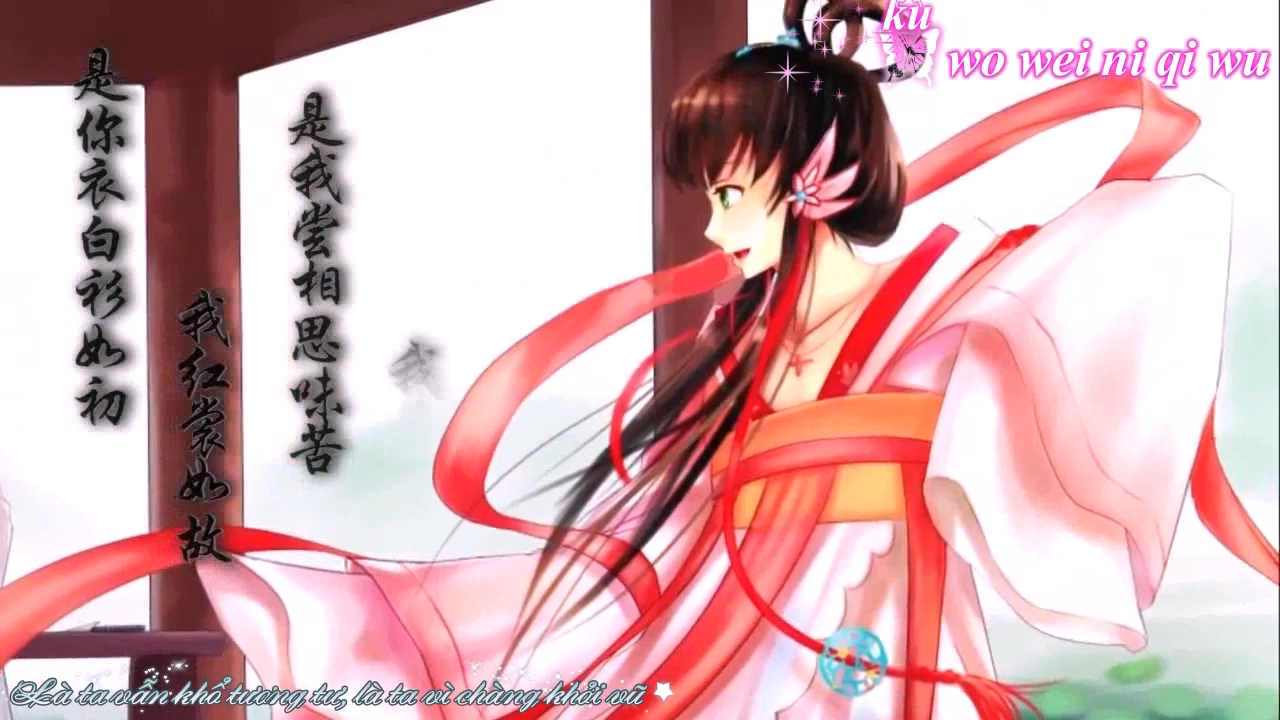 是你衣白衫如初
我红裳如故
是我尝相思味苦
我
ku
wo wei ni qi wu
Là ta vẫn khổ tương tư, là ta vì chàng khởi vũ